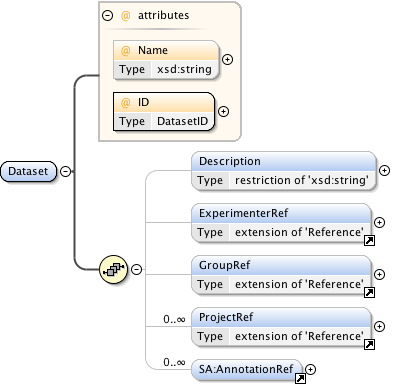 @ attributes
@ Name
Type xsd:string
@ ID
Type DatasetID
Dataset
Description
Type restriction of 'xsd:string'
ExperimenterRef
Type extension of 'Reference'
GroupRef
Type extension of 'Reference'
0..∞ ProjectRef
Type extension of 'Reference'
0..∞ SA:AnnotationRef